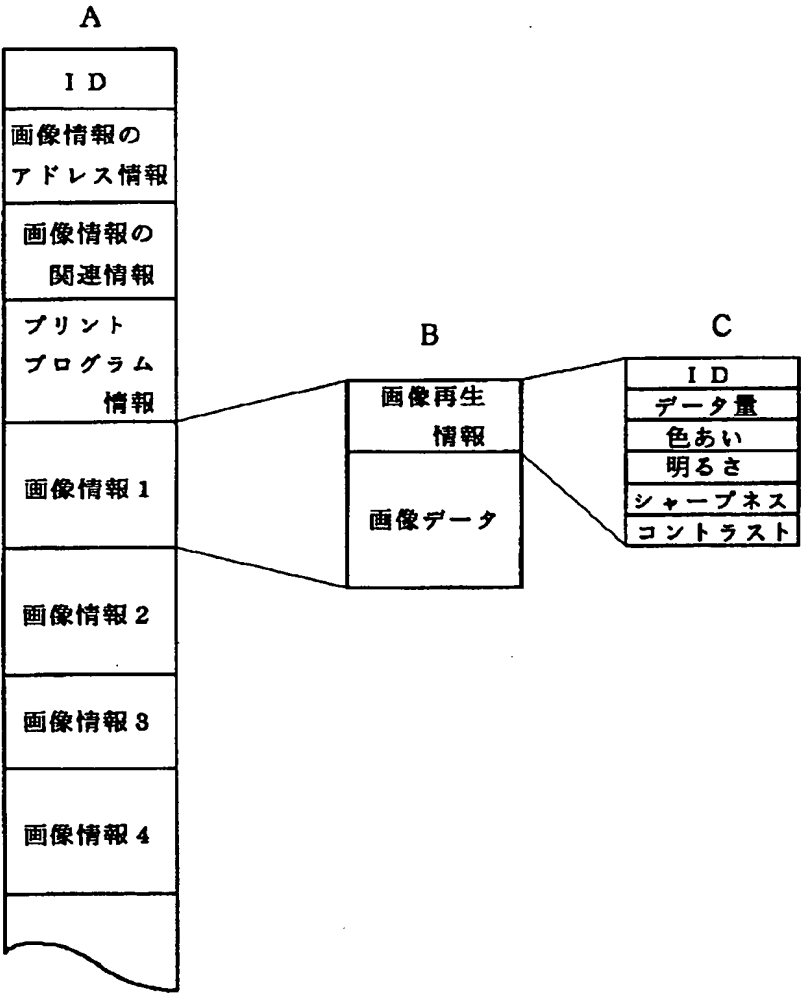 A
I D
画像情報の
アドレス情報
画像情報の
関連情報
プリント
プログラム
情報
画像情報1
画像情報2
画像情報3
画像情報4
B
画像再生
情報
画像データ
C
I D
データ量
色あい
明るさ
シャープネス
コントラスト